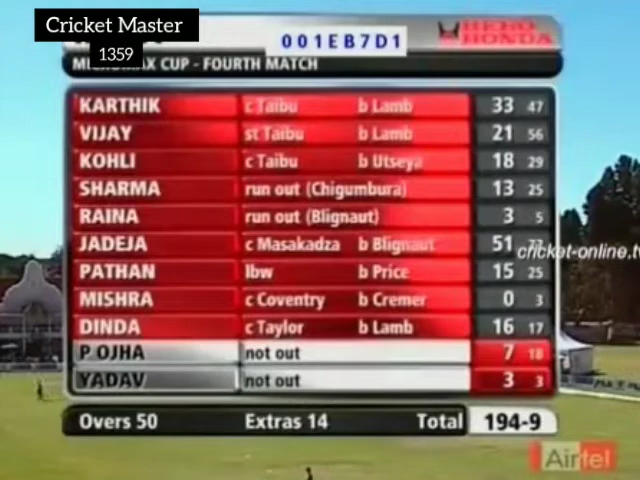 Cricket Master
1359
001EB7D1
HERO
HONDA
MICROMAX CUP - FOURTH MATCH
KARTHIK c Taibu b Lamb 33 47
VIJAY st Taibu b Lamb 21 56
KOHLI c Taibu b Utseya 18 29
SHARMA run out (Chigumbura) 13 25
RAINA run out (Blignaut) 3 5
JADEJA c Masakadza b Blignaut 51
cricket-online.tv
PATHAN lbw b Price 15 25
MISHRA c Coventry b Cremer 0 3
DINDA c Taylor b Lamb 16 17
P OJHA not out 7 18
YADAV not out 3 3
Overs 50 Extras 14 Total 194-9
Airtel